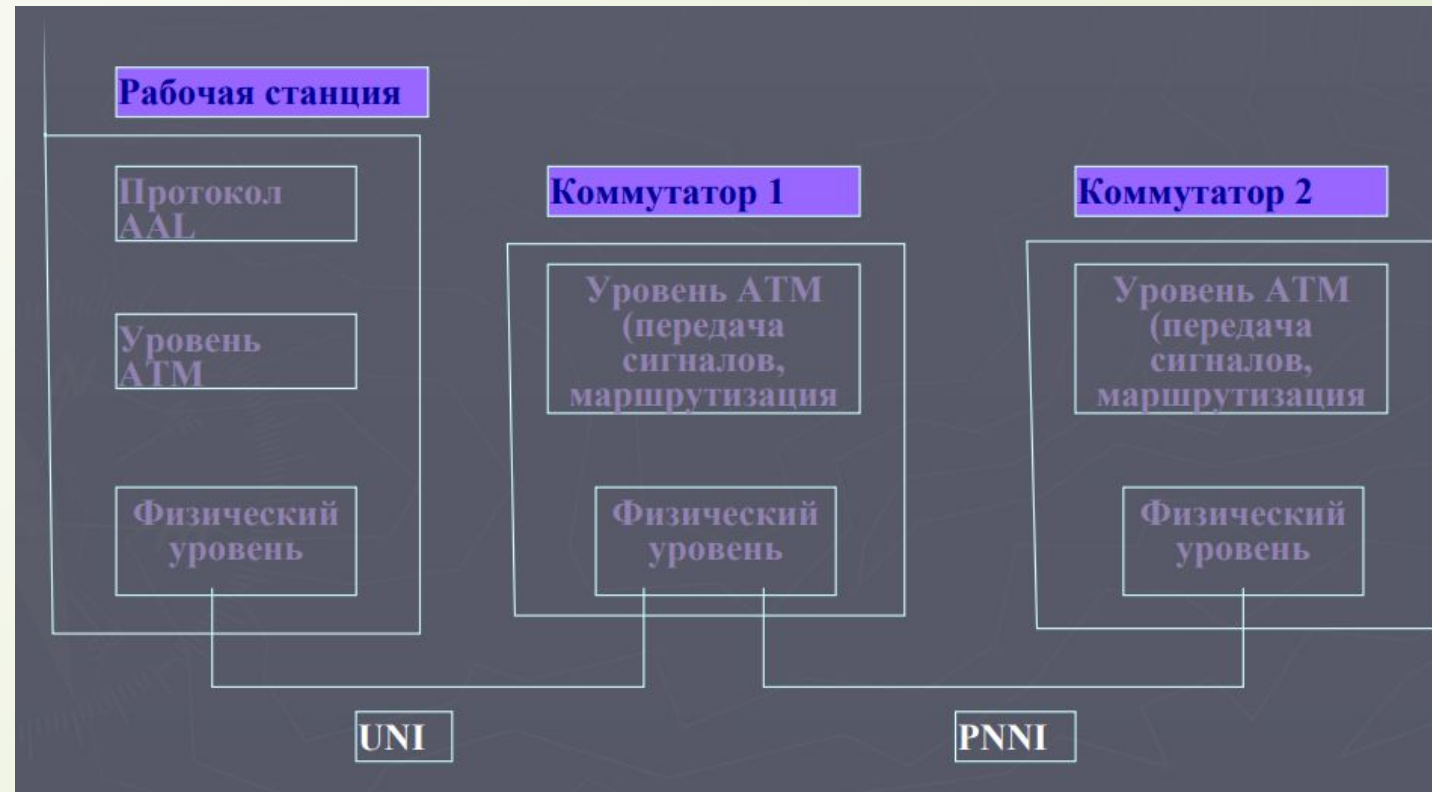 Рабочая станция
Протокол
AAL
Уровень
АТМ
Физический
уровень
Коммутатор 1
Уровень АТМ
(передача
сигналов,
маршрутизация
Физический
уровень
Коммутатор 2
Уровень АТМ
(передача
сигналов,
маршрутизация
Физический
уровень
UNI
PNNI